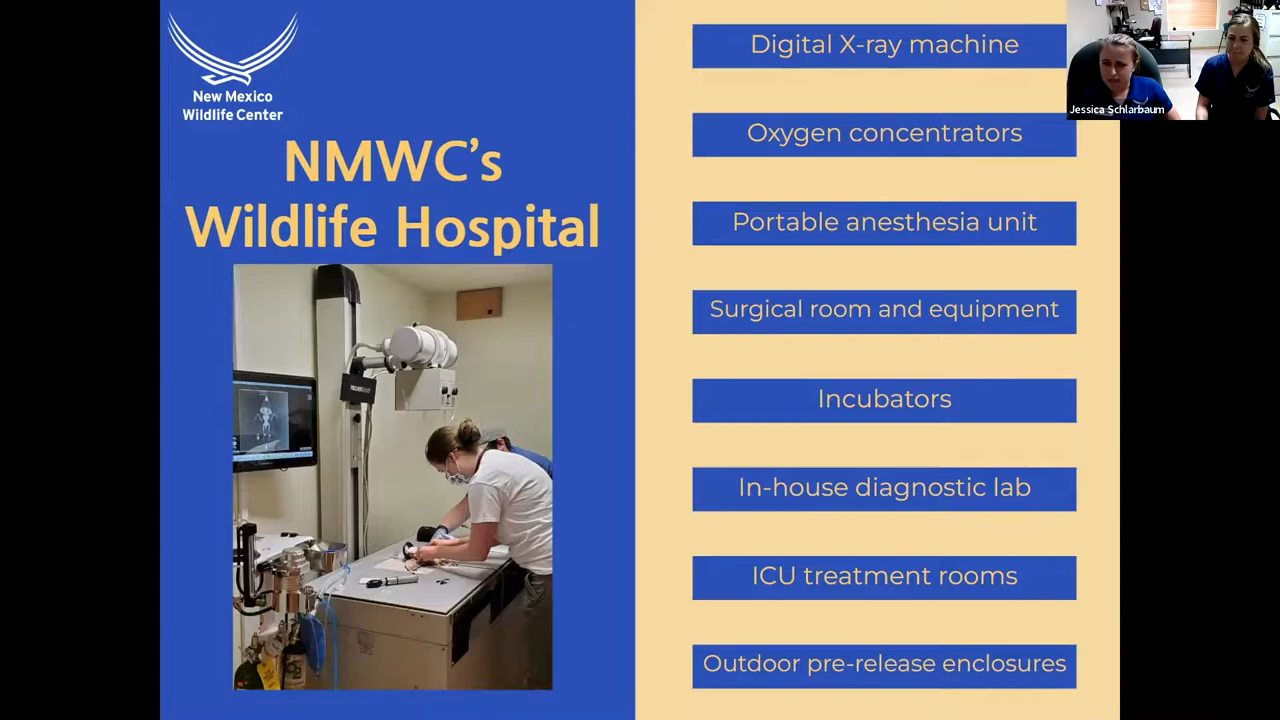 New Mexico
Wildlife Center
NMWC's
Wildlife Hospital
Digital X-ray machine
Oxygen concentrators
Portable anesthesia unit
Surgical room and equipment
Incubators
In-house diagnostic lab
ICU treatment rooms
Outdoor pre-release enclosures
Jessica Schlarbaum